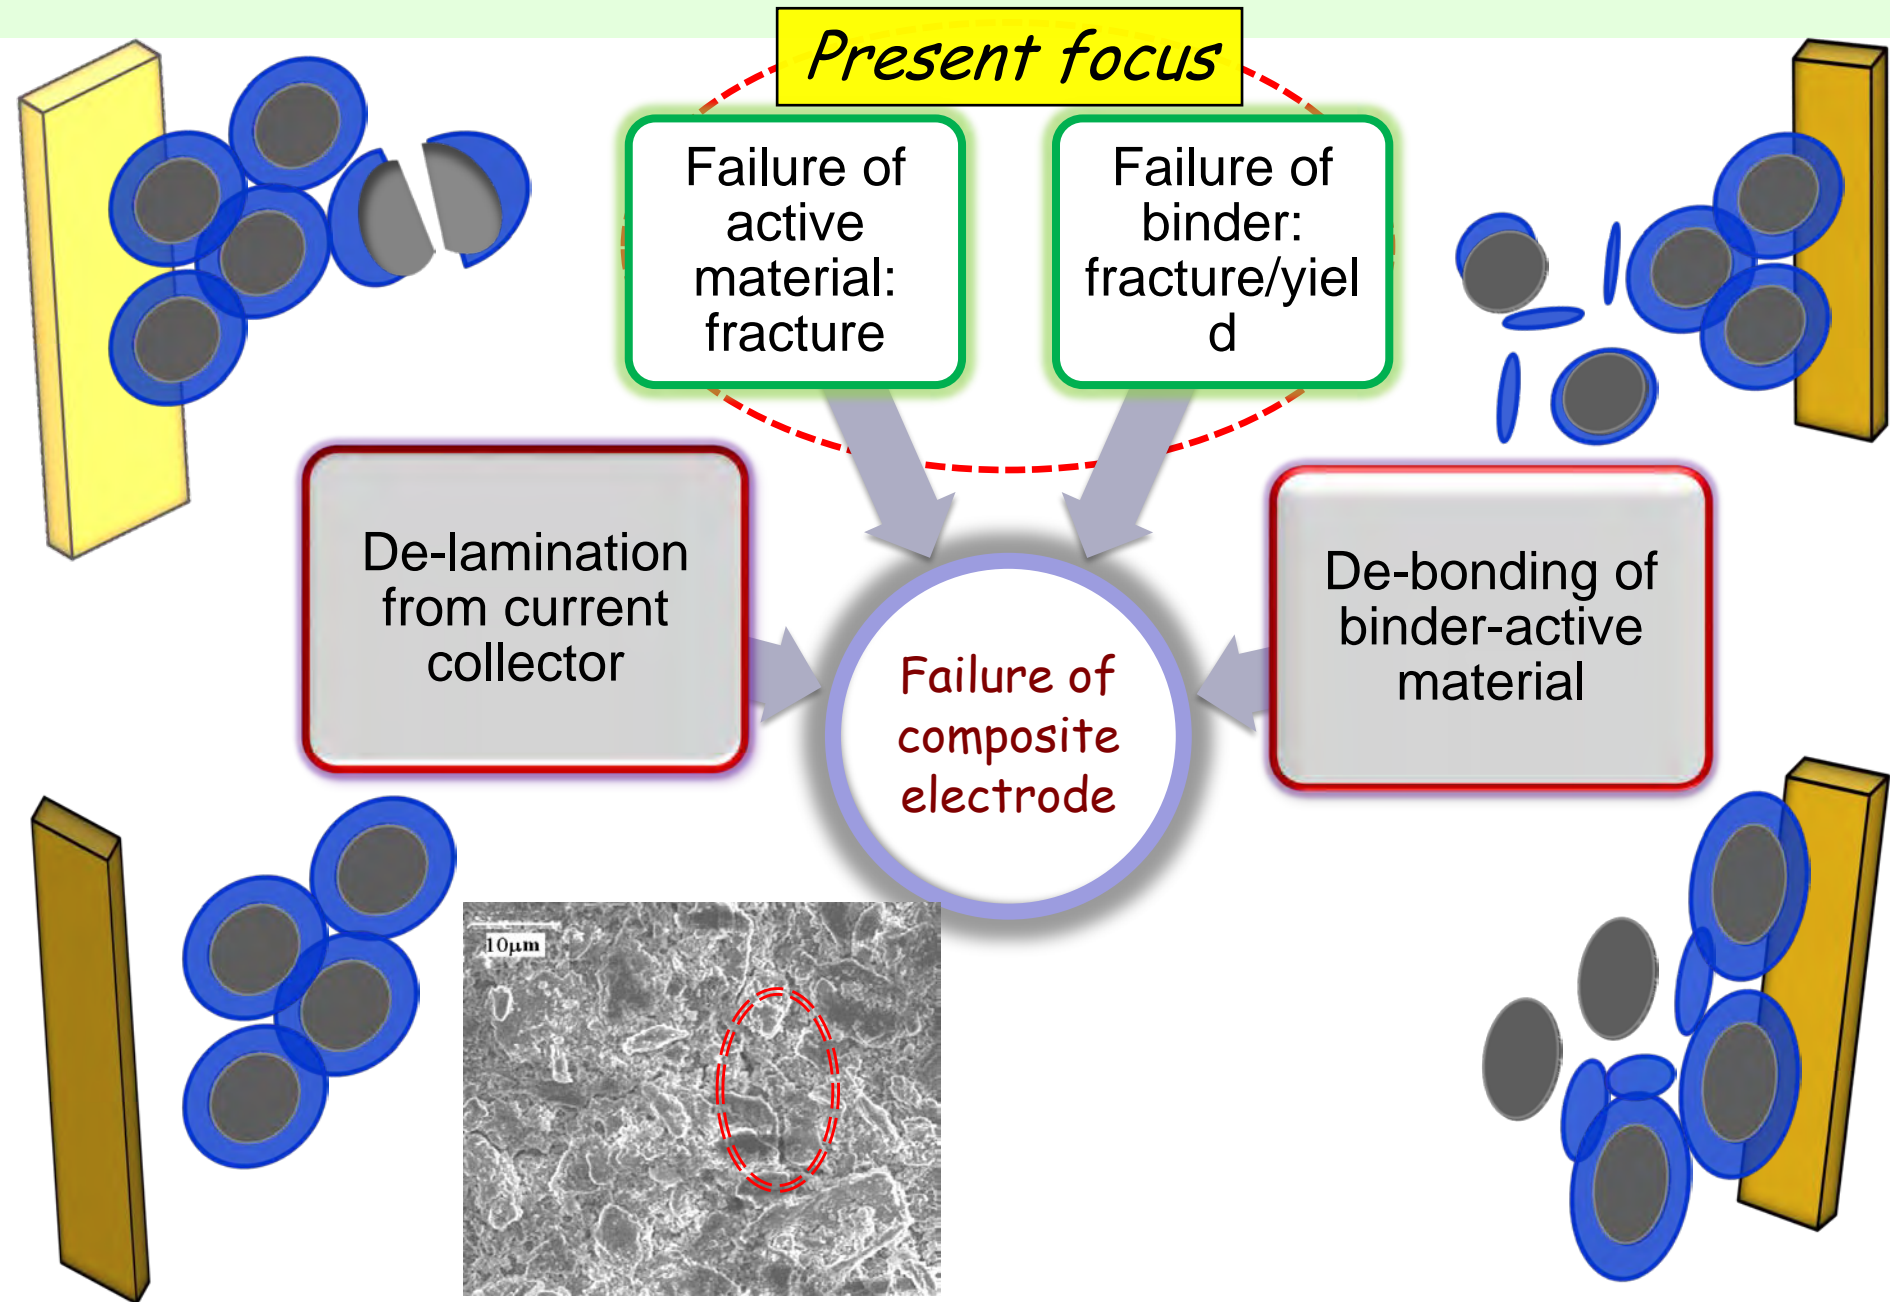 Present focus
Failure of
active
material:
fracture
Failure of
binder:
fracture/yiel
d
De-lamination
from current
collector
De-bonding of
binder-active
material
Failure of
composite
electrode
10μm